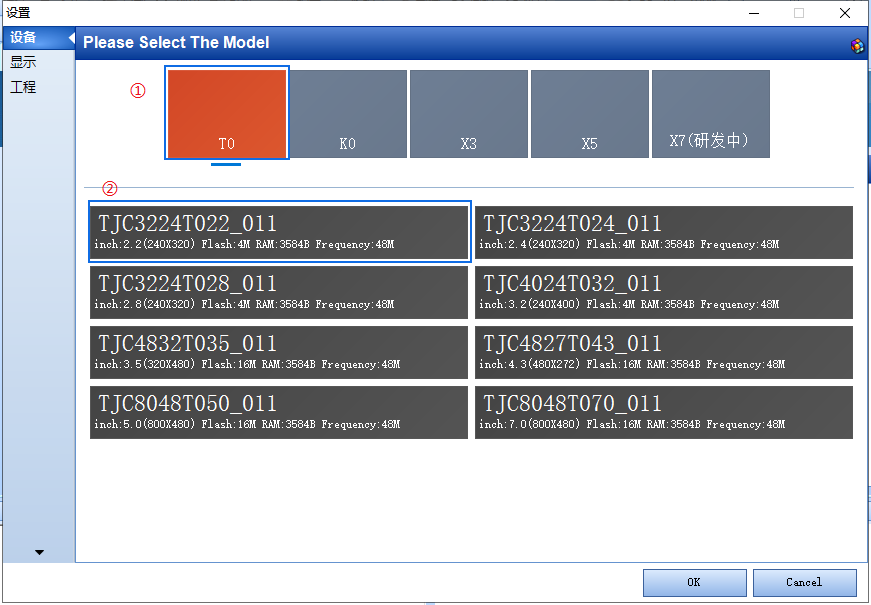 设置
设备
显示
工程
Please Select The Model
①
T0
K0
X3
X5
X7(研发中)
②
TJC3224T022_011
inch:2.2(240X320) Flash:4M RAM:3584B Frequency:48M
TJC3224T024_011
inch:2.4(240X320) Flash:4M RAM:3584B Frequency:48M
TJC3224T028_011
inch:2.8(240X320) Flash:4M RAM:3584B Frequency:48M
TJC4024T032_011
inch:3.2(240X400) Flash:4M RAM:3584B Frequency:48M
TJC4832T035_011
inch:3.5(320X480) Flash:16M RAM:3584B Frequency:48M
TJC4827T043_011
inch:4.3(480X272) Flash:16M RAM:3584B Frequency:48M
TJC8048T050_011
inch:5.0(800X480) Flash:16M RAM:3584B Frequency:48M
TJC8048T070_011
inch:7.0(800X480) Flash:16M RAM:3584B Frequency:48M
OK
Cancel